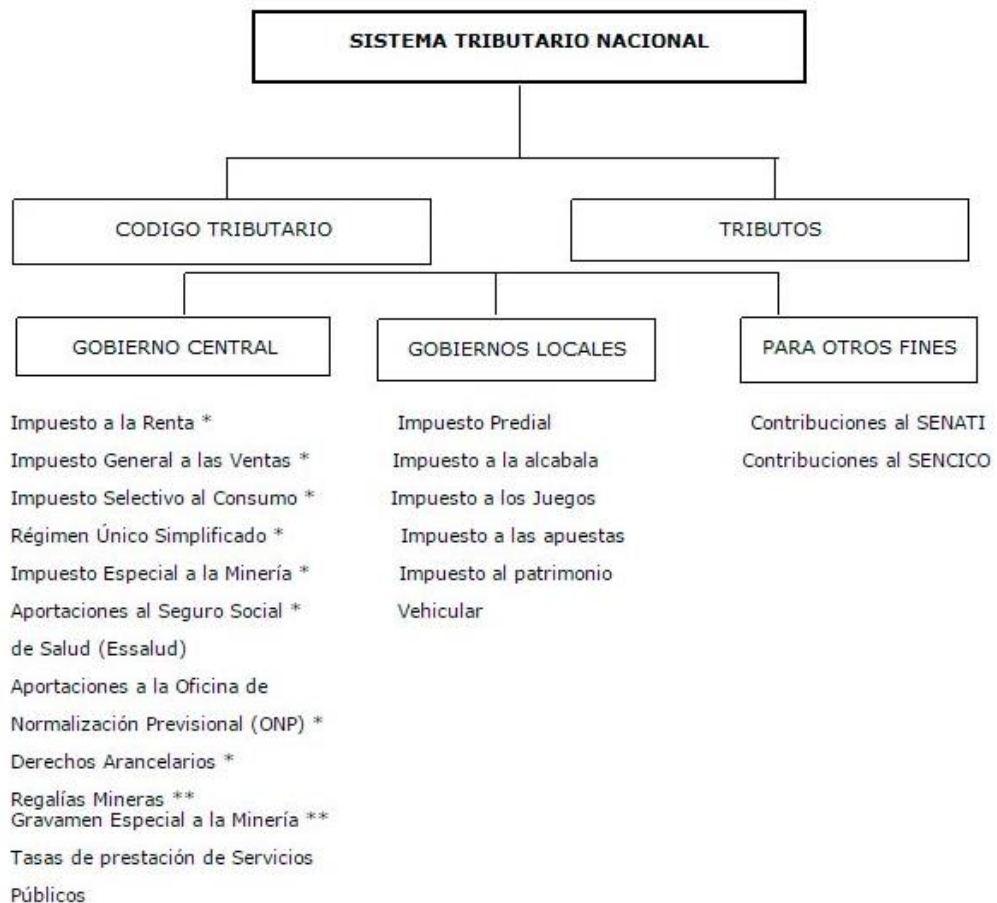 SISTEMA TRIBUTARIO NACIONAL
CODIGO TRIBUTARIO
TRIBUTOS
GOBIERNO CENTRAL
GOBIERNOS LOCALES
PARA OTROS FINES
Impuesto a la Renta *
Impuesto General a las Ventas *
Impuesto Selectivo al Consumo *
Régimen Único Simplificado *
Impuesto Especial a la Minería *
Aportaciones al Seguro Social *
de Salud (Essalud)
Aportaciones a la Oficina de
Normalización Previsional (ONP) *
Derechos Arancelarios *
Regalías Mineras **
Gravamen Especial a la Minería **
Tasas de prestación de Servicios
Públicos
Impuesto Predial
Impuesto a la alcabala
Impuesto a los Juegos
Impuesto a las apuestas
Impuesto al patrimonio
Vehicular
Contribuciones al SENATI
Contribuciones al SENCICO